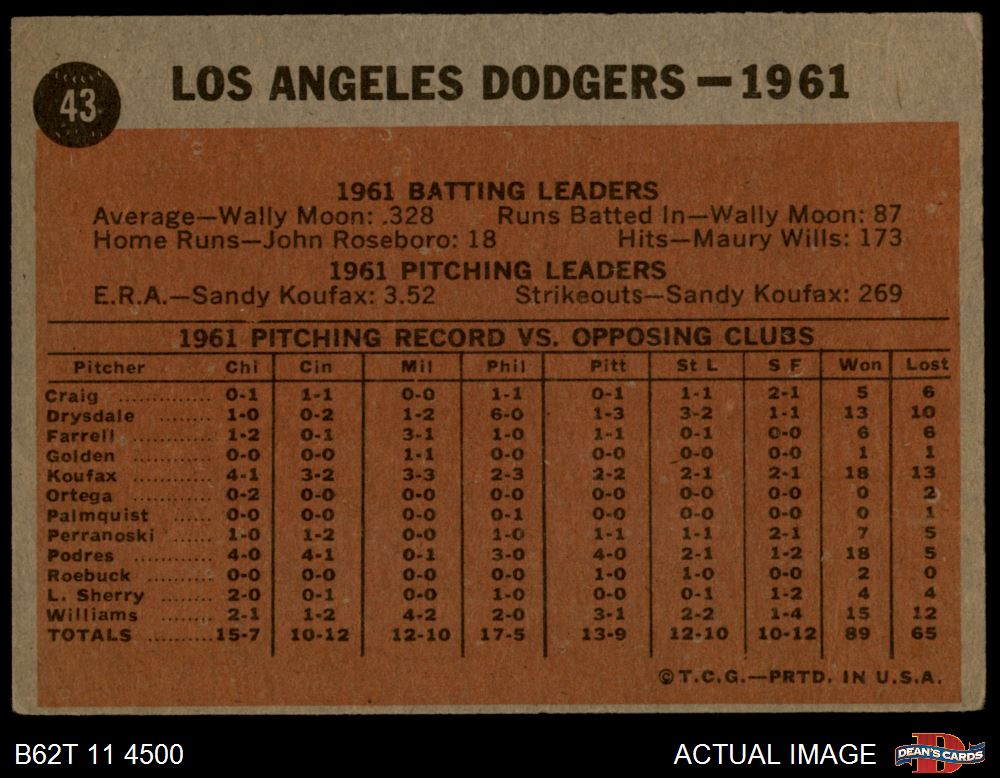 43
LOS ANGELES DODGERS—1961
1961 BATTING LEADERS
Average—Wally Moon: .328 Runs Batted In—Wally Moon: 87
Home Runs—John Roseboro: 18 Hits—Maury Wills: 173
1961 PITCHING LEADERS
E.R.A.—Sandy Koufax: 3.52 Strikeouts—Sandy Koufax: 269
1961 PITCHING RECORD VS. OPPOSING CLUBS
Pitcher Chi Cin Mil Phil Pitt St L S F Won Lost
Craig ............. 0-1 1-1 0-0 1-1 0-1 1-1 2-1 5 6
Drysdale ........... 1-0 0-2 1-2 6-0 1-3 3-2 1-1 13 10
Farrell ........... 1-2 0-1 3-1 1-0 1-1 0-1 0-0 6 6
Golden ........... 0-0 0-0 1-1 0-0 0-0 0-0 0-0 1 1
Koufax ........... 4-1 3-2 3-3 2-3 2-2 2-1 2-1 18 13
Ortega ........... 0-2 0-0 0-0 0-0 0-0 0-0 0-0 0 2
Palmquist ...... 0-0 0-0 0-0 0-1 0-0 0-0 0-0 0 1
Perranoski ...... 1-0 1-2 0-0 1-0 1-1 1-1 2-1 7 5
Podres ........... 4-0 4-1 0-1 3-0 4-0 2-1 1-2 18 5
Roebuck ........ 0-0 0-0 0-0 0-0 1-0 1-0 0-0 2 0
L. Sherry ........ 2-0 0-1 0-0 1-0 0-0 0-1 1-2 4 4
Williams ........ 2-1 1-2 4-2 2-0 3-1 2-2 1-4 15 12
TOTALS .......... 15-7 10-12 12-10 17-5 13-9 12-10 10-12 89 65
©T.C.G.—PRTD. IN U.S.A.
B62T 11 4500 ACTUAL IMAGE
DEAN'S CARDS